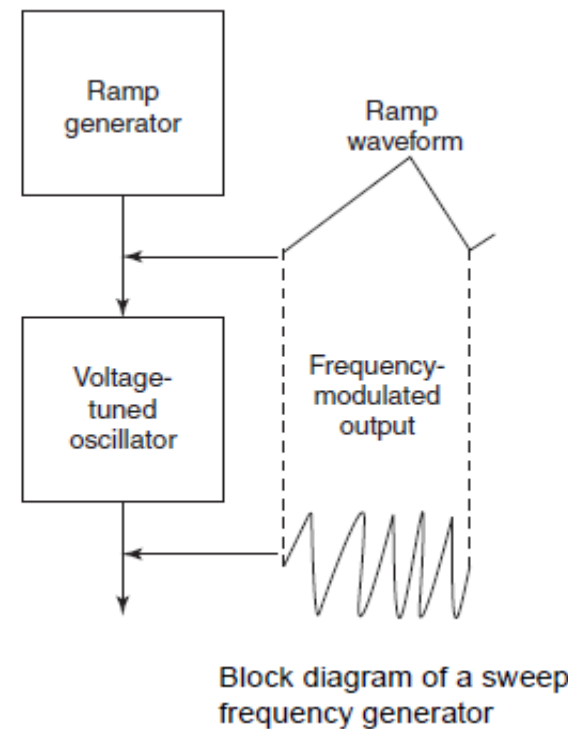 Ramp
generator
Ramp
waveform
Voltage-
tuned
oscillator
Frequency-
modulated
output
Block diagram of a sweep
frequency generator